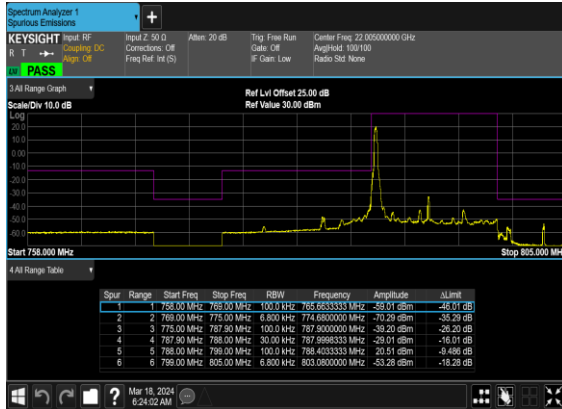 Spectrum Analyzer 1
Spurious Emissions
KEYSIGHT Input: RF Input Z: 50 Ω Atten: 20 dB Trig: Free Run Center Freq: 22.005000000 GHz
R T Coupling: DC Corrections: Off Gate: Off Avg|Hold: 100/100
Align: Off Freq Ref: Int (S) IF Gain: Low Radio Std: None
PASS
3 All Range Graph Ref Lvl Offset 25.00 dB
Scale/Div 10.0 dB Ref Value 30.00 dBm
Log
20.0
10.0
0.00
-10.0
-20.0
-30.0
-40.0
-50.0
-60.0
Start 758.000 MHz Stop 805.000 MH
4 All Range Table
Spur Range Start Freq Stop Freq RBW Frequency Amplitude ΔLimit
1 1 758.00 MHz 769.00 MHz 100.0 kHz 765.6633333 MHz -59.01 dBm -46.01 dB
2 2 769.00 MHz 775.00 MHz 6.800 kHz 774.6800000 MHz -70.29 dBm -35.29 dB
3 3 775.00 MHz 787.90 MHz 100.0 kHz 787.9000000 MHz -39.20 dBm -26.20 dB
4 4 787.90 MHz 788.00 MHz 30.00 kHz 787.9998333 MHz -29.01 dBm -16.01 dB
5 5 788.00 MHz 799.00 MHz 100.0 kHz 788.4033333 MHz 20.51 dBm -9.486 dB
6 6 799.00 MHz 805.00 MHz 6.800 kHz 803.0800000 MHz -53.28 dBm -18.28 dB
? Mar 18, 2024
6:24:02 AM